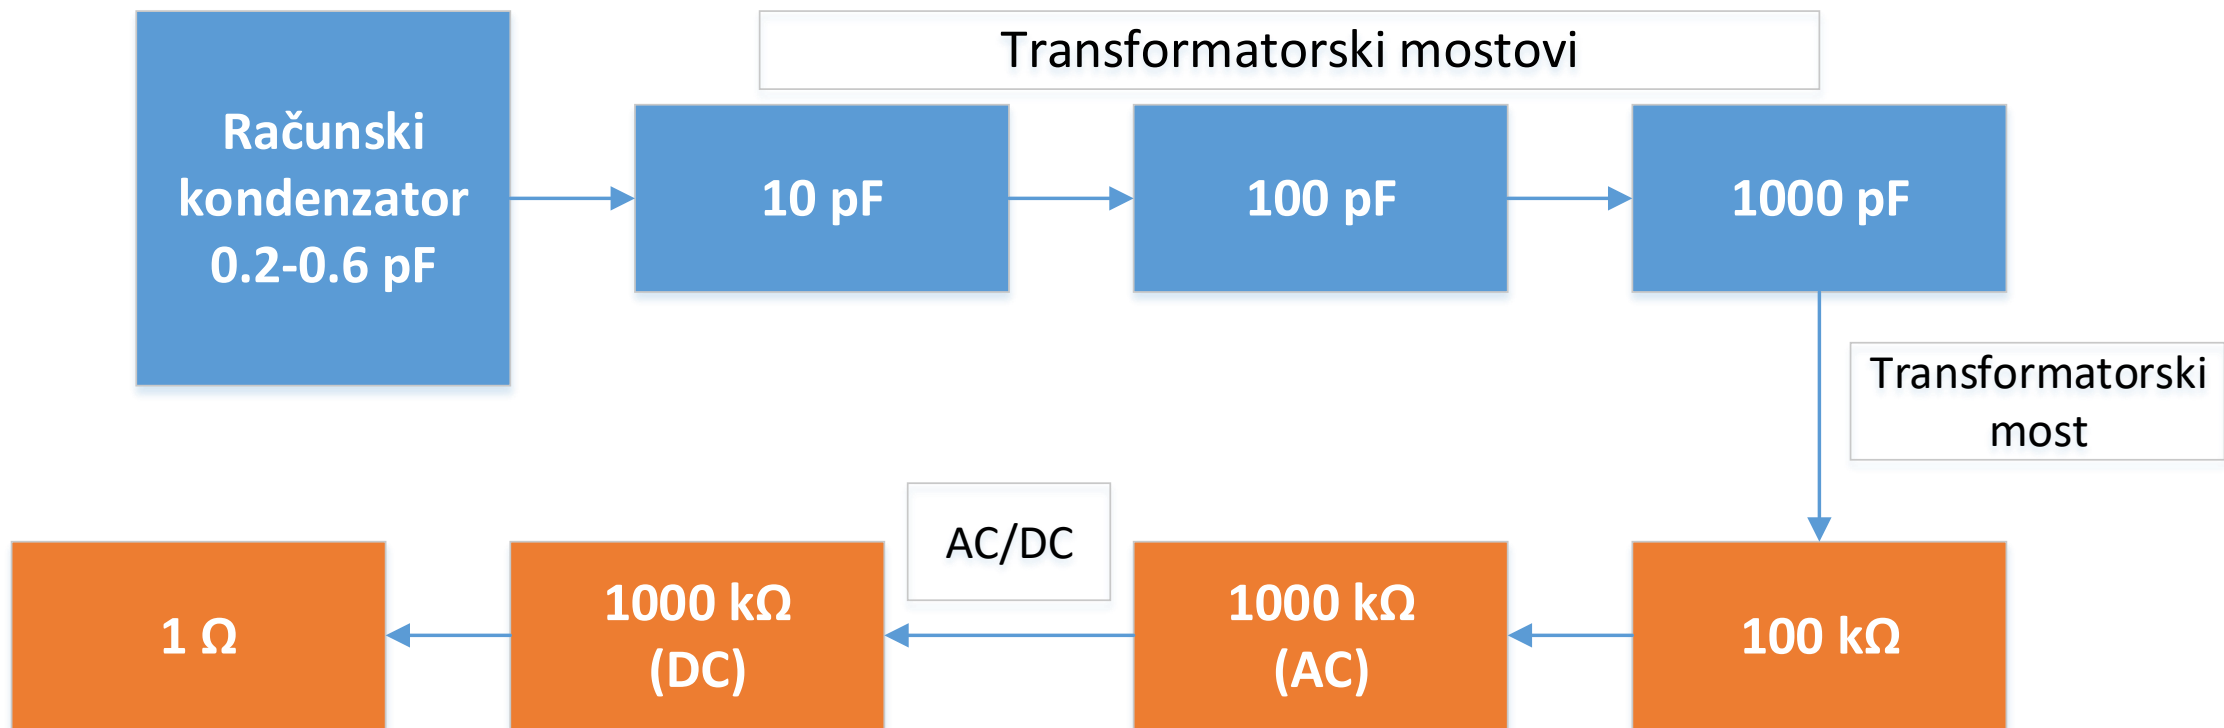 Transformatorski mostovi
Računski
kondenzator
0.2-0.6 pF
10 pF
100 pF
1000 pF
Transformatorski
most
AC/DC
1 Ω
1000 kΩ
(DC)
1000 kΩ
(AC)
100 kΩ